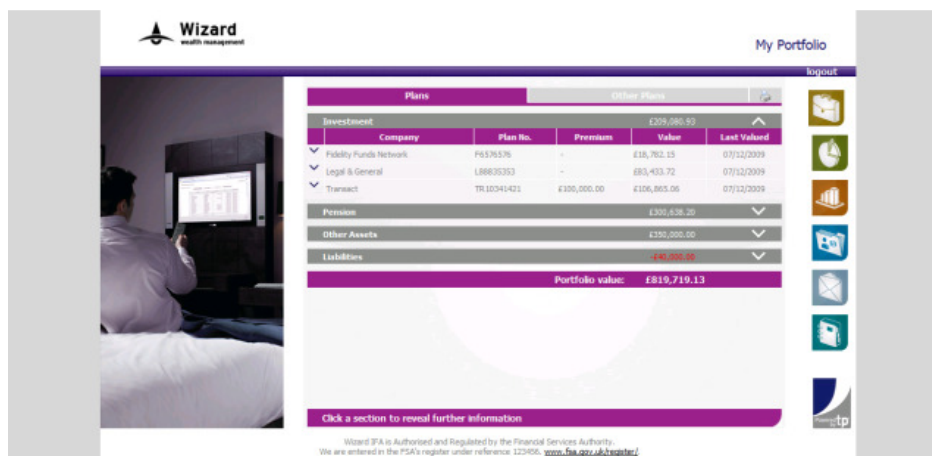 Wizard
wealth management
My Portfolio
logout
Plans Other Plans
Investment £209,080.93
Company Plan No. Premium Value Last Valued
Fidelity Funds Network F6576576 - £18,782.15 07/12/2009
Legal & General L88835353 - £83,433.72 07/12/2009
Transact TR10341421 £100,000.00 £106,865.06 07/12/2009
Pension £300,638.20
Other Assets £350,000.00
Liabilities -£40,000.00
Portfolio value: £819,719.13
Click a section to reveal further information
Powered by tp
Wizard IFA is Authorised and Regulated by the Financial Services Authority.
We are entered in the FSA's register under reference 123456. www.fsa.gov.uk/register/.